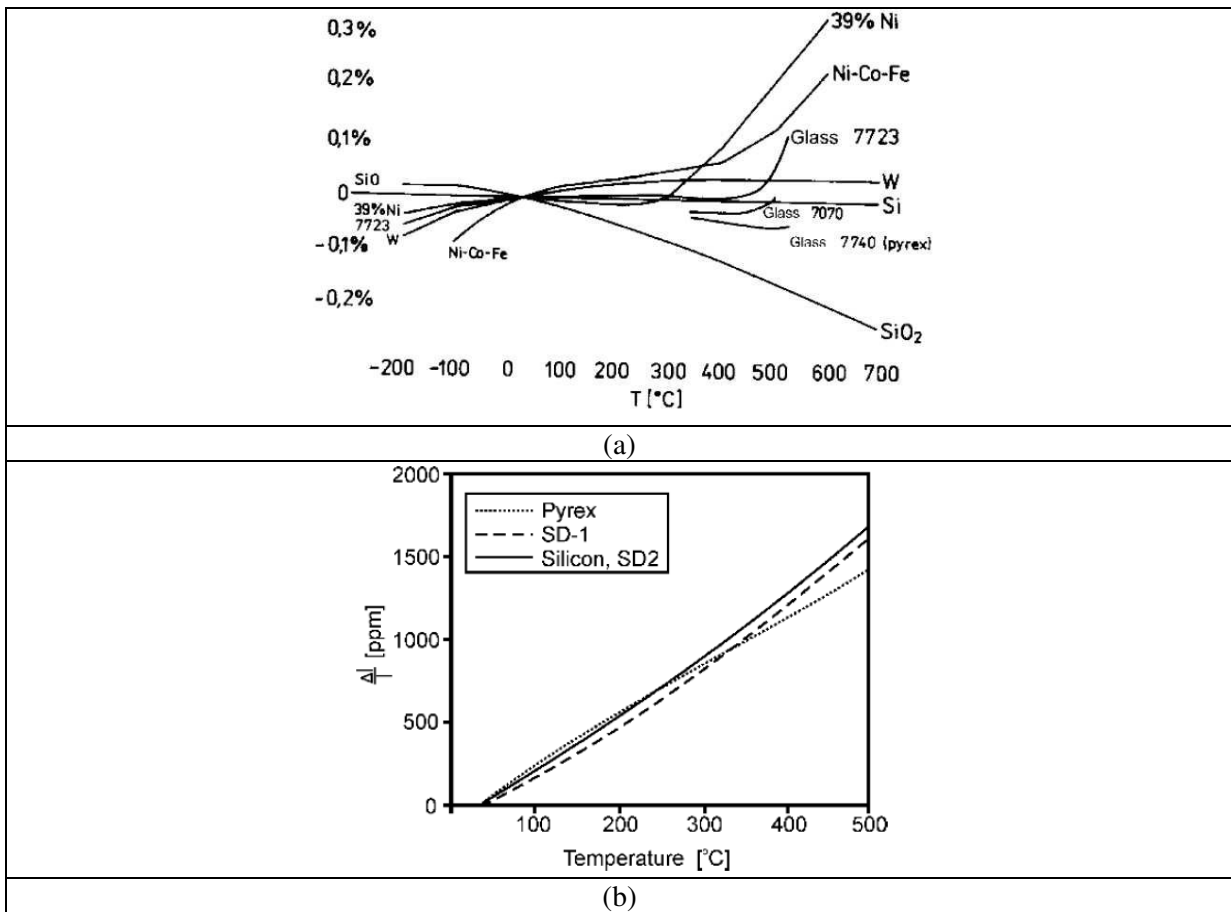 0,3%
39% Ni
0,2%
Ni-Co-Fe
0,1%
Glass 7723
SiO
W
0
Si
39%Ni
Glass 7070
7723
W
-0,1%
Ni-Co-Fe
Glass 7740 (pyrex)
-0,2%
SiO₂
-200 -100 0 100 200 300 400 500 600 700
T [°C]
(a)
2000
Pyrex
SD-1
Silicon, SD2
1500
1000
Δl/l [ppm]
500
0
100 200 300 400 500
Temperature [°C]
(b)